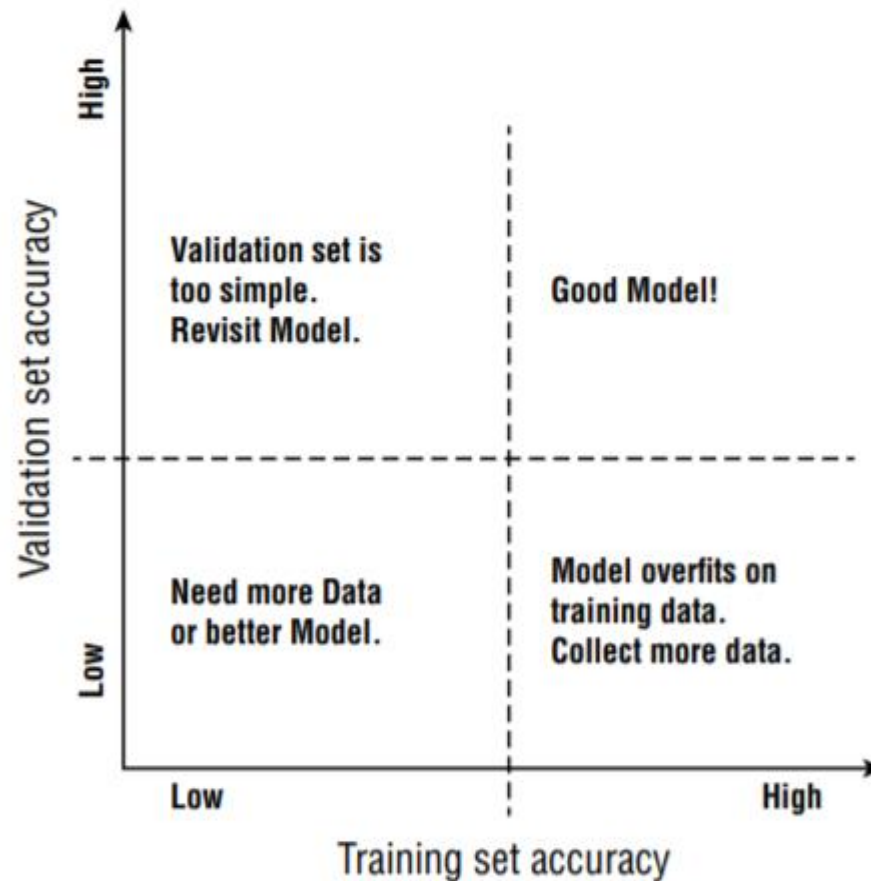 High
Validation set accuracy
Low
Validation set is
too simple.
Revisit Model.
Good Model!
Need more Data
or better Model.
Model overfits on
training data.
Collect more data.
Low
High
Training set accuracy